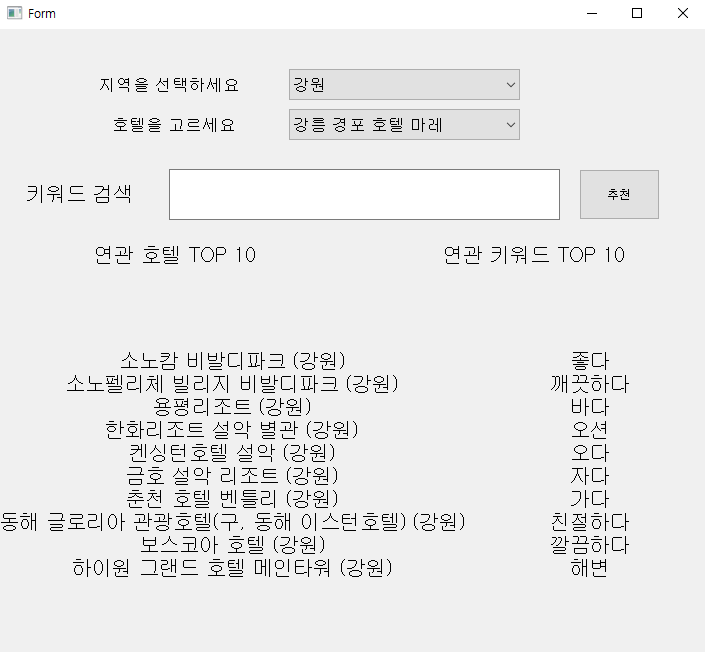 Form
지역을 선택하세요 강원
호텔을 고르세요 강릉 경포 호텔 마레
키워드 검색 추천
연관 호텔 TOP 10 연관 키워드 TOP 10
소노캄 비발디파크 (강원) 좋다
소노펠리체 빌리지 비발디파크 (강원) 깨끗하다
용평리조트 (강원) 바다
한화리조트 설악 별관 (강원) 오션
켄싱턴호텔 설악 (강원) 오다
금호 설악 리조트 (강원) 자다
춘천 호텔 벤틀리 (강원) 가다
동해 글로리아 관광호텔(구, 동해 이스턴호텔) (강원) 친절하다
보스코아 호텔 (강원) 깔끔하다
하이원 그랜드 호텔 메인타워 (강원) 해변